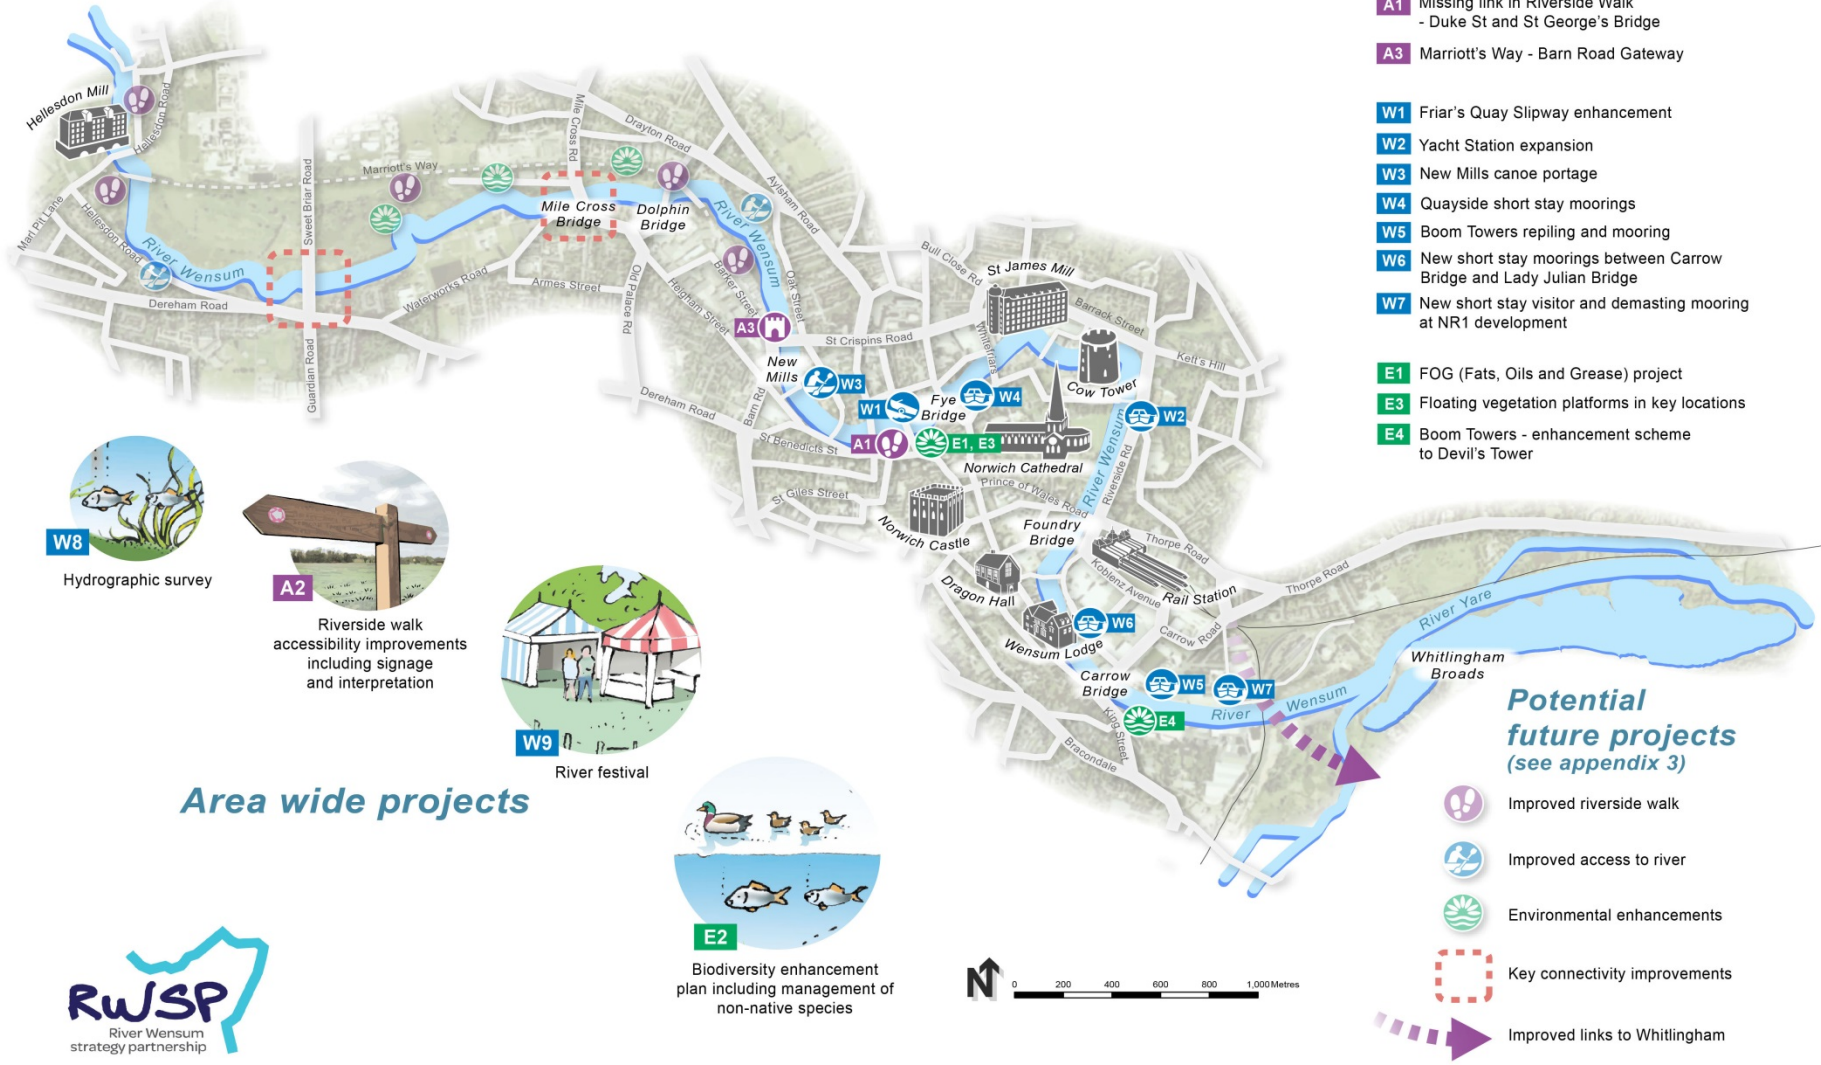 A1 Missing link in Riverside Walk
- Duke St and St George's Bridge
A3 Marriott's Way - Barn Road Gateway
W1 Friar's Quay Slipway enhancement
W2 Yacht Station expansion
W3 New Mills canoe portage
W4 Quayside short stay moorings
W5 Boom Towers repiling and mooring
W6 New short stay moorings between Carrow
Bridge and Lady Julian Bridge
W7 New short stay visitor and demasting mooring
at NR1 development
E1 FOG (Fats, Oils and Grease) project
E3 Floating vegetation platforms in key locations
E4 Boom Towers - enhancement scheme
to Devil's Tower
Hellesdon Mill
Hellesdon Road
Marl Pit Lane
Hellesdon Road
River Wensum
Dereham Road
Sweet Briar Road
Guardian Road
Marriott's Way
Waterworks Road
Mile Cross Rd
Mile Cross
Bridge
Drayton Road
Dolphin
Bridge
Aylsham Road
River Wensum
Armes Street
Old Palace Rd
Heigham Street
Barker Street
Oak Street
A3
St Crispins Road
New
Mills
W3
W1
Fye
Bridge
W4
Bull Close Rd
St James Mill
Barrack Street
Whitefriars
Kett's Hill
Cow Tower
W2
Dereham Road
Barn Rd
St Benedicts St
A1
E1, E3
Norwich Cathedral
River Wensum
Riverside Rd
St Giles Street
Prince of Wales Road
Norwich Castle
Foundry
Bridge
Thorpe Road
Thorpe Road
Koblenz Avenue
Rail Station
Dragon Hall
Carrow Road
W6
Wensum Lodge
Carrow
Bridge
W5
W7
E4
King Street
Bracondale
River Wensum
River Yare
Whitlingham
Broads
W8
Hydrographic survey
A2
Riverside walk
accessibility improvements
including signage
and interpretation
W9
River festival
Area wide projects
E2
Biodiversity enhancement
plan including management of
non-native species
Potential
future projects
(see appendix 3)
Improved riverside walk
Improved access to river
Environmental enhancements
Key connectivity improvements
Improved links to Whitlingham
N
0 200 400 600 800 1,000 Metres
RWSP
River Wensum
strategy partnership